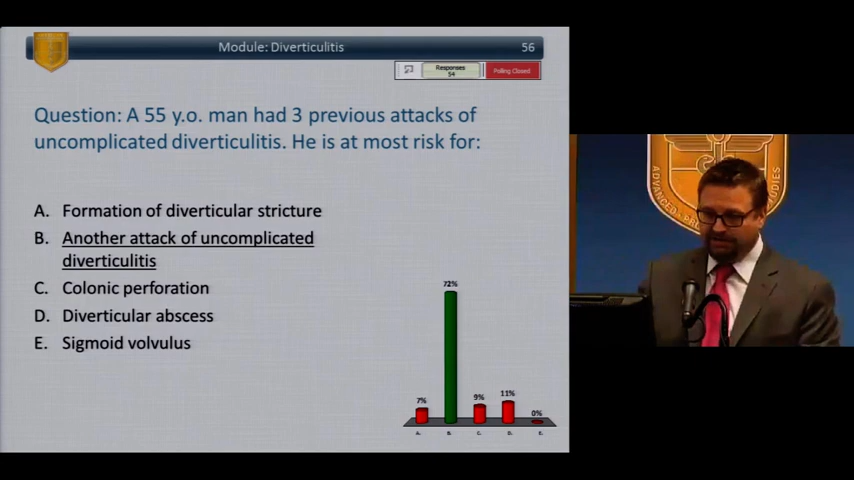 Module: Diverticulitis
56
Responses
54
Polling Closed
Question: A 55 y.o. man had 3 previous attacks of
uncomplicated diverticulitis. He is at most risk for:
A. Formation of diverticular stricture
B. Another attack of uncomplicated
diverticulitis
C. Colonic perforation
D. Diverticular abscess
E. Sigmoid volvulus
7%
72%
9%
11%
0%
A.
B.
C.
D.
E.
ADVANCED